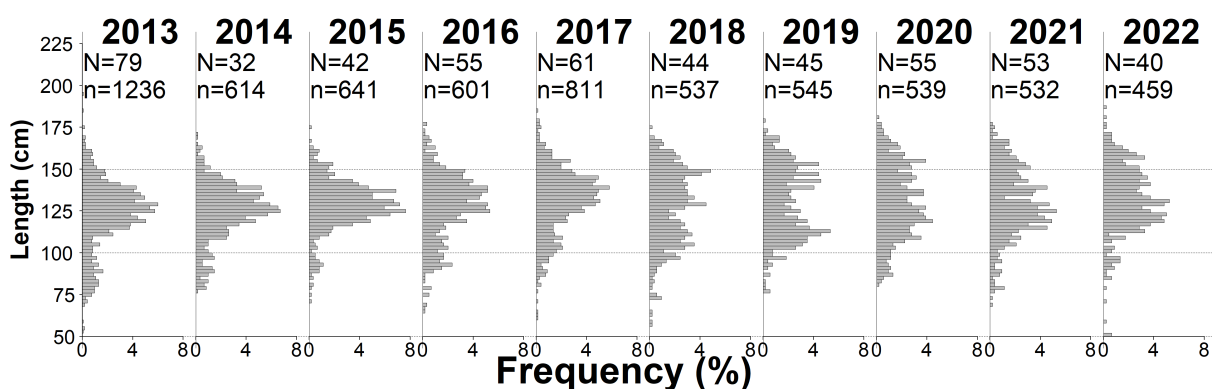 2013 2014 2015 2016 2017 2018 2019 2020 2021 2022
N=79 N=32 N=42 N=55 N=61 N=44 N=45 N=55 N=53 N=40
n=1236 n=614 n=641 n=601 n=811 n=537 n=545 n=539 n=532 n=459
Length (cm)
225
200
175
150
125
100
75
50
0 4 80 4 80 4 80 4 80 4 80 4 80 4 80 4 80 4 80 4 8
Frequency (%)